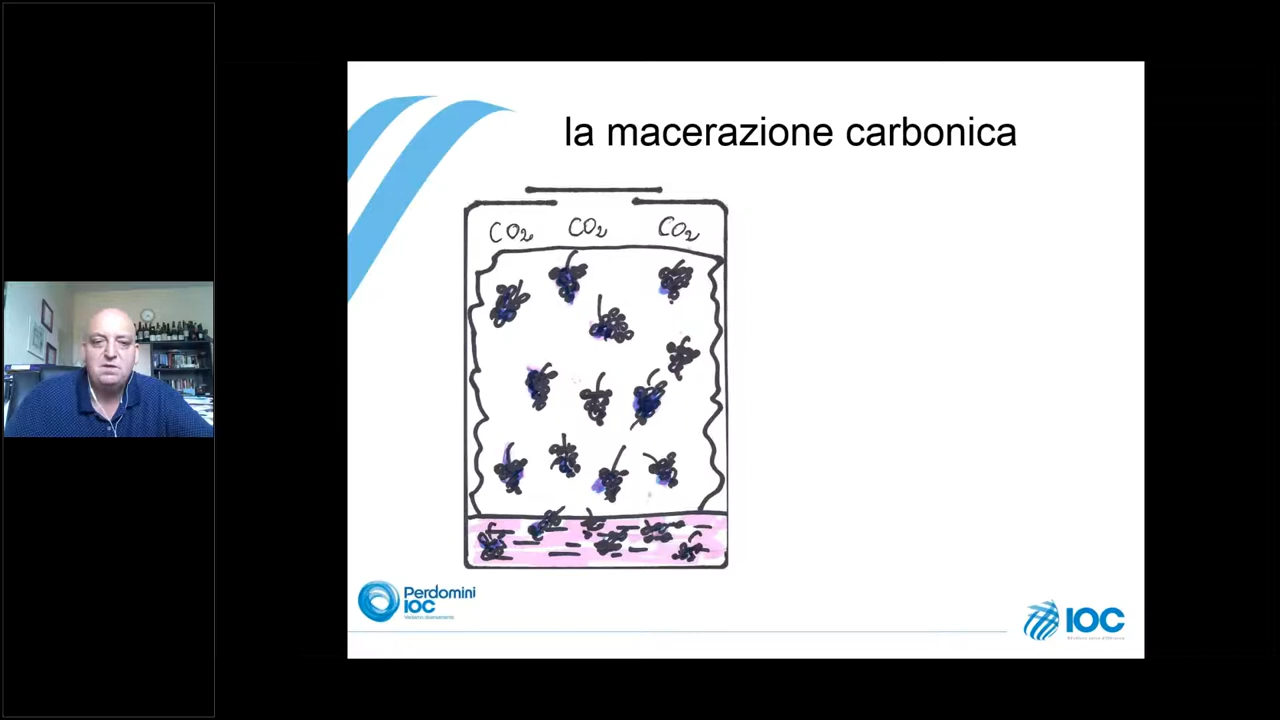 la macerazione carbonica
CO2 CO2 CO2
Perdomini
IOC
IOC